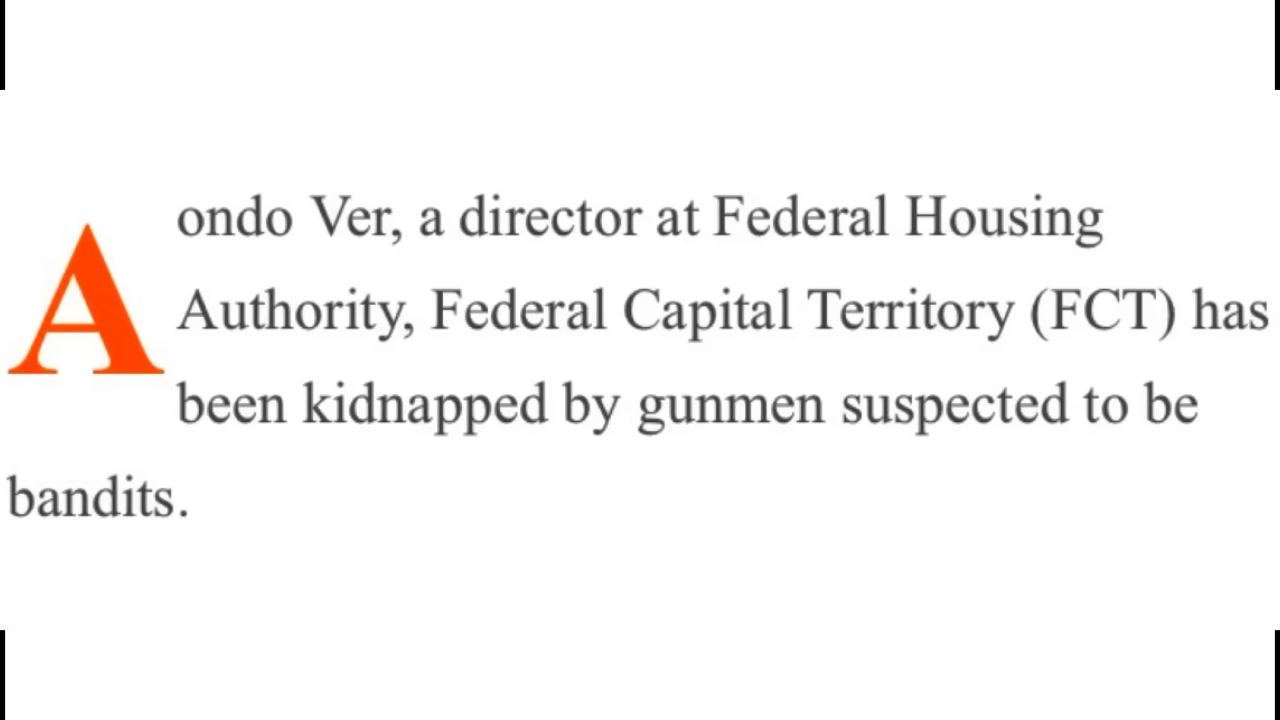 Aondo Ver, a director at Federal Housing
Authority, Federal Capital Territory (FCT) has
been kidnapped by gunmen suspected to be
bandits.